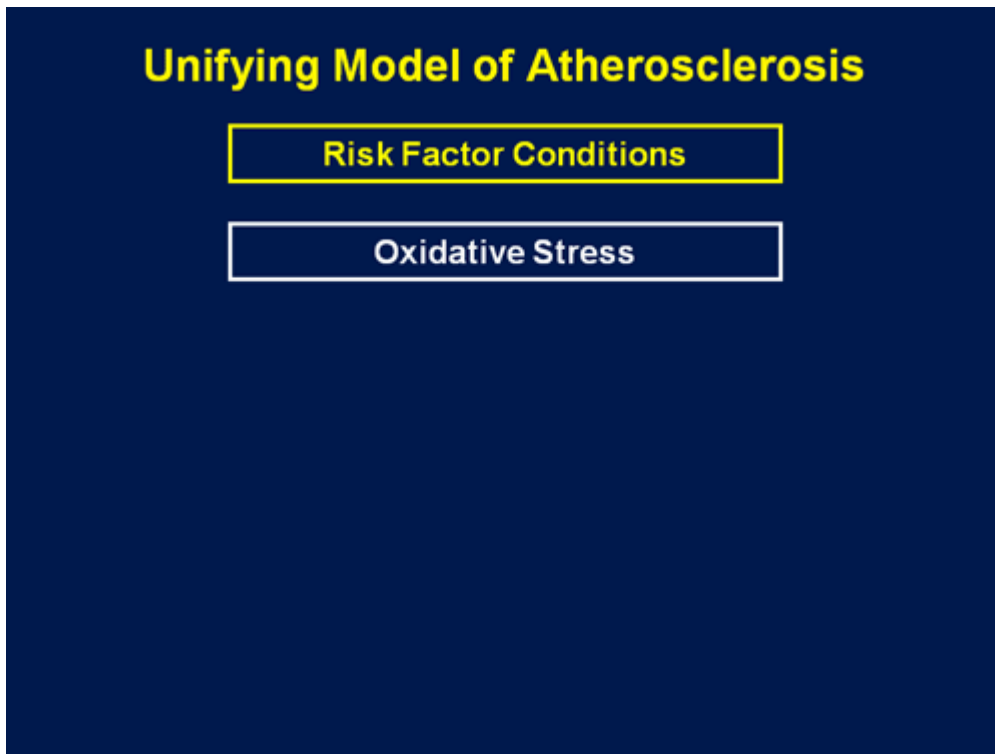 Unifying Model of Atherosclerosis
Risk Factor Conditions
Oxidative Stress